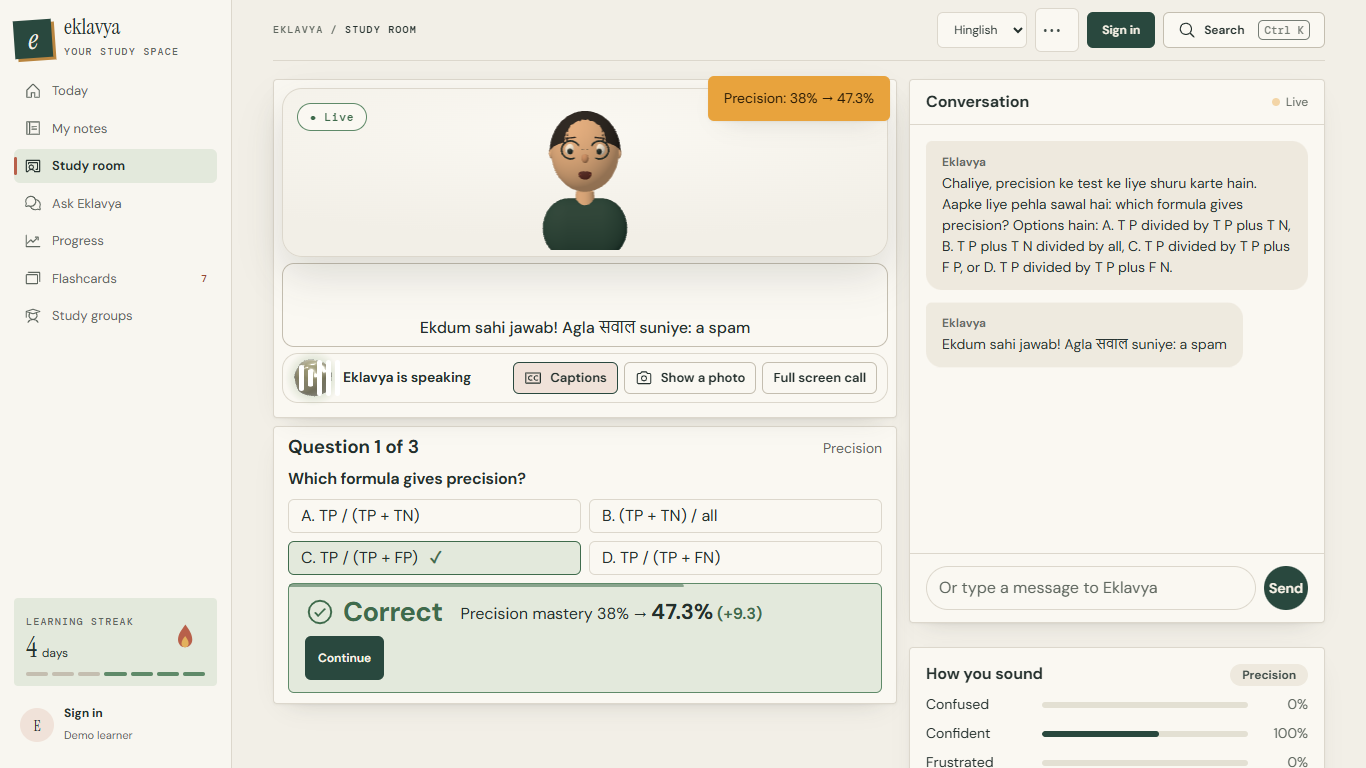 e
eklavya
YOUR STUDY SPACE
Today
My notes
Study room
Ask Eklavya
Progress
Flashcards 7
Study groups
LEARNING STREAK
4 days
E
Sign in
Demo learner
EKLAVYA / STUDY ROOM
Hinglish
...
Sign in
Search Ctrl K
• Live
Precision: 38% → 47.3%
Ekdum sahi jawab! Agla सवाल suniye: a spam
Eklavya is speaking
CC Captions
Show a photo
Full screen call
Question 1 of 3
Precision
Which formula gives precision?
A. TP / (TP + TN)
B. (TP + TN) / all
C. TP / (TP + FP) ✓
D. TP / (TP + FN)
Correct Precision mastery 38% → 47.3% (+9.3)
Continue
Conversation
Live
Eklavya
Chaliye, precision ke test ke liye shuru karte hain.
Aapke liye pehla sawal hai: which formula gives
precision? Options hain: A. T P divided by T P plus T N,
B. T P plus T N divided by all, C. T P divided by T P plus
F P, or D. T P divided by T P plus F N.
Eklavya
Ekdum sahi jawab! Agla सवाल suniye: a spam
Or type a message to Eklavya
Send
How you sound
Precision
Confused 0%
Confident 100%
Frustrated 0%